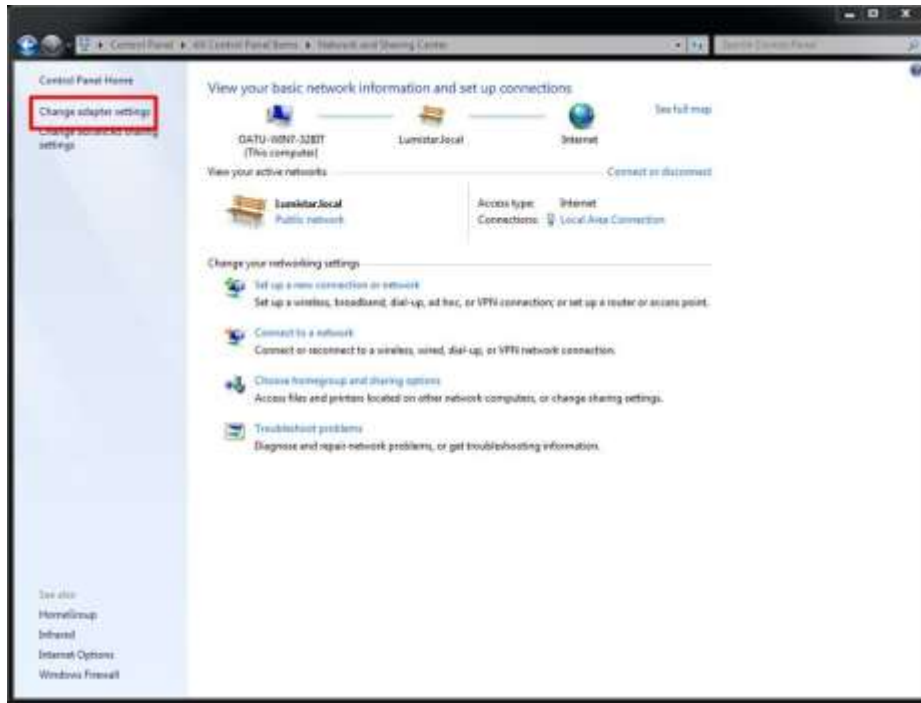 Control Panel ▸ All Control Panel Items ▸ Network and Sharing Center
Search Control Panel
Control Panel Home
Change adapter settings
Change advanced sharing
settings
See also
HomeGroup
Infrared
Internet Options
Windows Firewall
View your basic network information and set up connections
See full map
OATU-WIN7-32BIT
(This computer)
Lumistar.local
Internet
View your active networks
Connect or disconnect
Lumistar.local
Public network
Access type: Internet
Connections: Local Area Connection
Change your networking settings
Set up a new connection or network
Set up a wireless, broadband, dial-up, ad hoc, or VPN connection; or set up a router or access point.
Connect to a network
Connect or reconnect to a wireless, wired, dial-up, or VPN network connection.
Choose homegroup and sharing options
Access files and printers located on other network computers, or change sharing settings.
Troubleshoot problems
Diagnose and repair network problems, or get troubleshooting information.